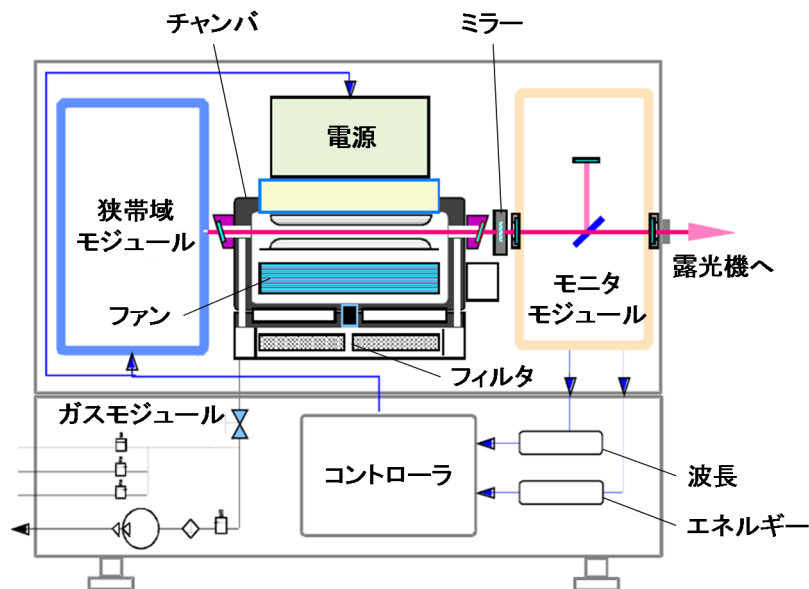 チャンバ
ミラー
電源
狭帯域
モジュール
露光機へ
モニタ
モジュール
ファン
フィルタ
ガスモジュール
コントローラ
波長
エネルギー